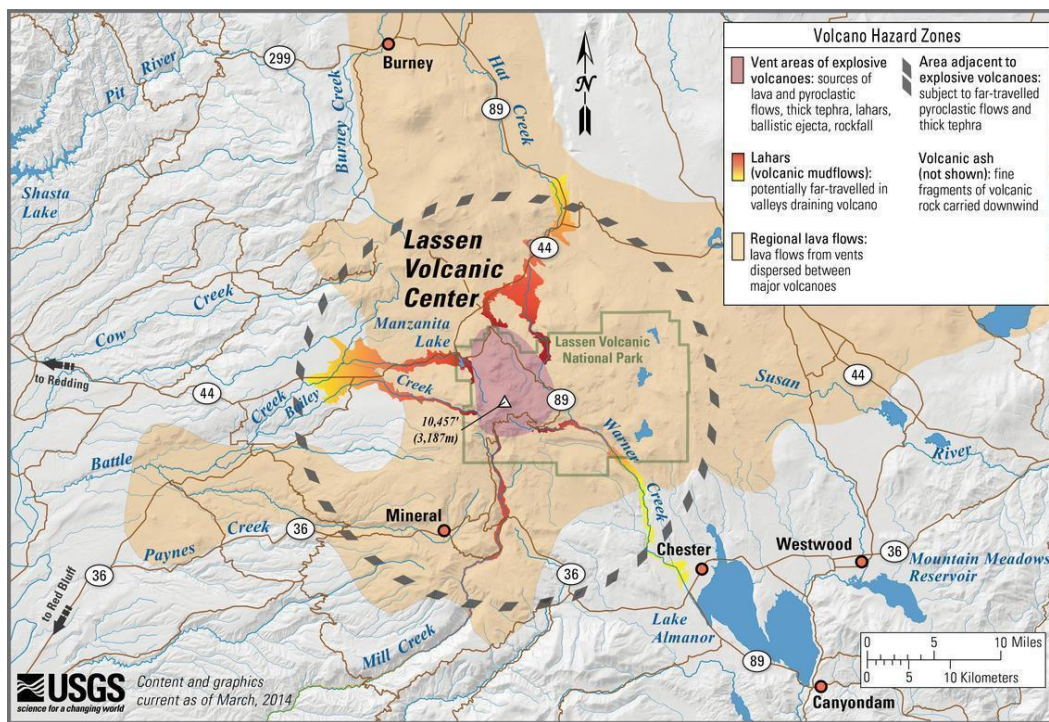 Volcano Hazard Zones
Vent areas of explosive
volcanoes: sources of
lava and pyroclastic
flows, thick tephra, lahars,
ballistic ejecta, rockfall
Lahars
(volcanic mudflows):
potentially far-travelled in
valleys draining volcano
Regional lava flows:
lava flows from vents
dispersed between
major volcanoes
Area adjacent to
explosive volcanoes:
subject to far-travelled
pyroclastic flows and
thick tephra
Volcanic ash
(not shown): fine
fragments of volcanic
rock carried downwind
299
Burney
Pit River
Burney Creek
Hat Creek
89
N
Shasta
Lake
44
Lassen
Volcanic
Center
Cow Creek
Manzanita
Lake
Lassen Volcanic
National Park
to Redding
44
Bailey Creek
Creek
89
10,457'
(3,187m)
Susan River
44
Battle Creek
Warner Creek
Mineral
36
Paynes Creek
36
to Red Bluff
36
Chester
Westwood
36
Mountain Meadows
Reservoir
Mill Creek
Lake
Almanor
89
Canyondam
0 5 10 Miles
0 5 10 Kilometers
USGS
science for a changing world
Content and graphics
current as of March, 2014